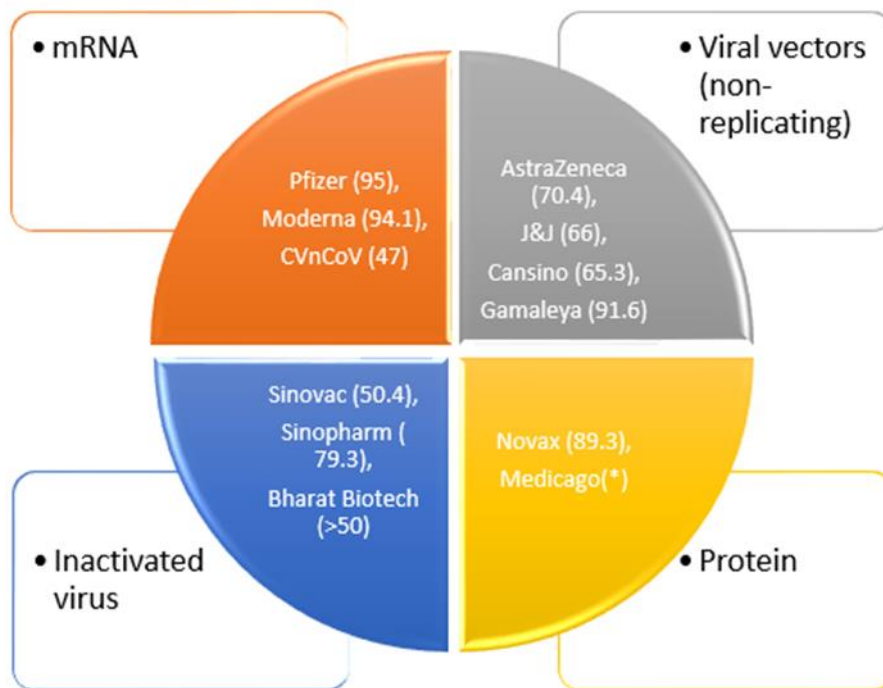 • mRNA
• Viral vectors
(non-
replicating)
Pfizer (95),
Moderna (94.1),
CVnCoV (47)
AstraZeneca
(70.4),
J&J (66),
Cansino (65.3),
Gamaleya (91.6)
Sinovac (50.4),
Sinopharm (
79.3),
Bharat Biotech
(>50)
Novax (89.3),
Medicago(*)
• Inactivated
virus
• Protein